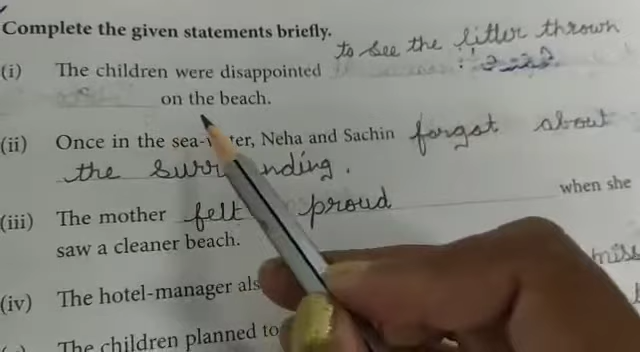 Complete the given statements briefly.
to see the litter thrown
(i) The children were disappointed
on the beach.
(ii) Once in the sea-water, Neha and Sachin forgot about
the surrounding.
(iii) The mother felt proud when she
saw a cleaner beach.
(iv) The hotel-manager als
miss
The children planned to